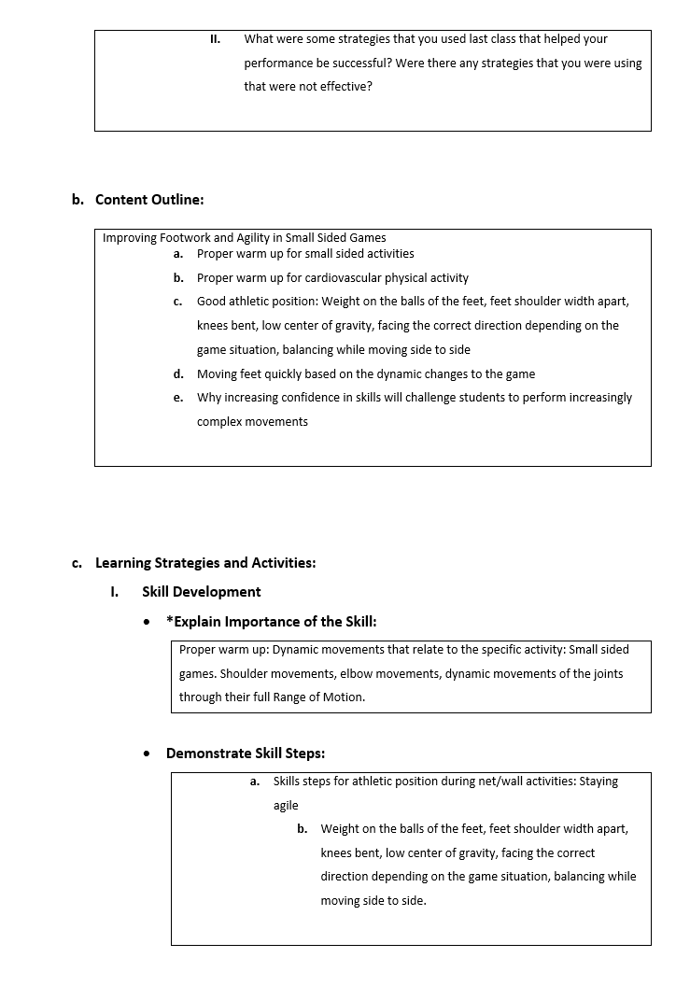 II. What were some strategies that you used last class that helped your
performance be successful? Were there any strategies that you were using
that were not effective?
b. Content Outline:
Improving Footwork and Agility in Small Sided Games
a. Proper warm up for small sided activities
b. Proper warm up for cardiovascular physical activity
c. Good athletic position: Weight on the balls of the feet, feet shoulder width apart,
knees bent, low center of gravity, facing the correct direction depending on the
game situation, balancing while moving side to side
d. Moving feet quickly based on the dynamic changes to the game
e. Why increasing confidence in skills will challenge students to perform increasingly
complex movements
c. Learning Strategies and Activities:
I. Skill Development
• *Explain Importance of the Skill:
Proper warm up: Dynamic movements that relate to the specific activity: Small sided
games. Shoulder movements, elbow movements, dynamic movements of the joints
through their full Range of Motion.
• Demonstrate Skill Steps:
a. Skills steps for athletic position during net/wall activities: Staying
agile
b. Weight on the balls of the feet, feet shoulder width apart,
knees bent, low center of gravity, facing the correct
direction depending on the game situation, balancing while
moving side to side.